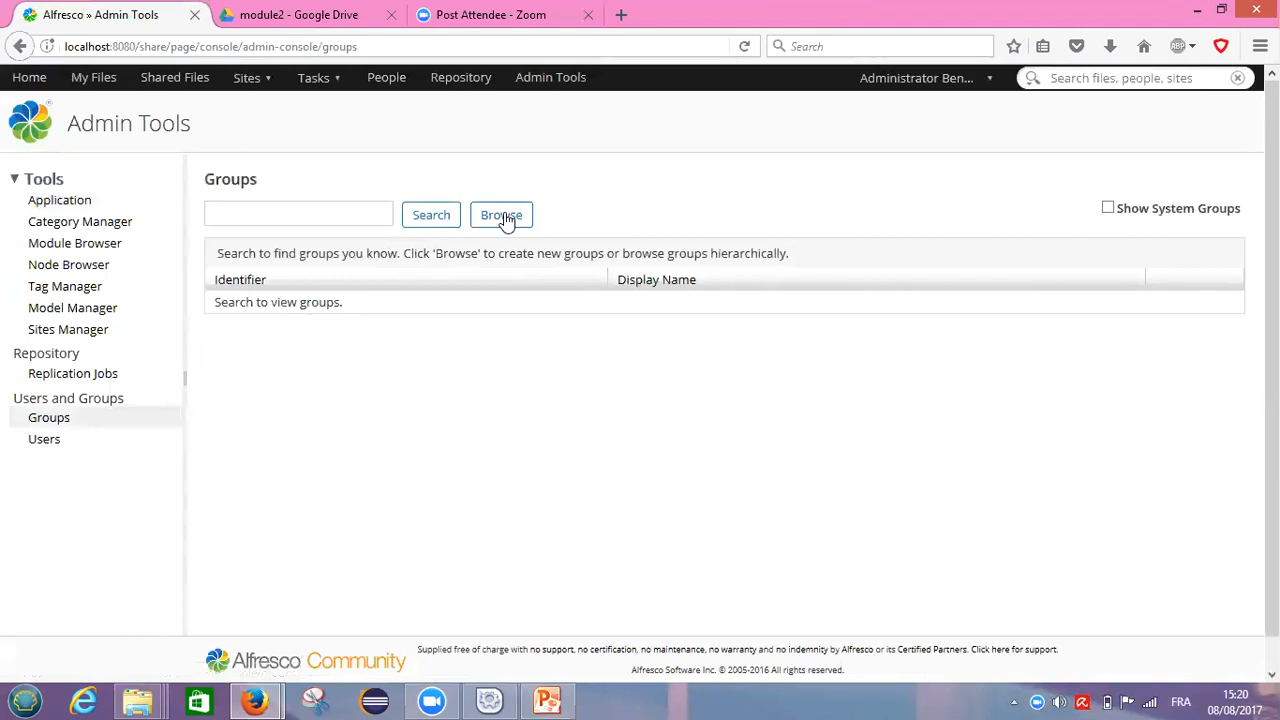 Alfresco » Admin Tools
module2 - Google Drive
Post Attendee - Zoom
localhost:8080/share/page/console/admin-console/groups
Search
ABP
Home My Files Shared Files Sites Tasks People Repository Admin Tools
Administrator Ben...
Search files, people, sites
Admin Tools
Tools
Application
Category Manager
Module Browser
Node Browser
Tag Manager
Model Manager
Sites Manager
Repository
Replication Jobs
Users and Groups
Groups
Users
Groups
Search
Browse
Show System Groups
Search to find groups you know. Click 'Browse' to create new groups or browse groups hierarchically.
Identifier Display Name
Search to view groups.
Alfresco Community
Supplied free of charge with no support, no certification, no maintenance, no warranty and no indemnity by Alfresco or its Certified Partners. Click here for support.
Alfresco Software Inc. © 2005-2016 All rights reserved.
FRA
15:20
08/08/2017